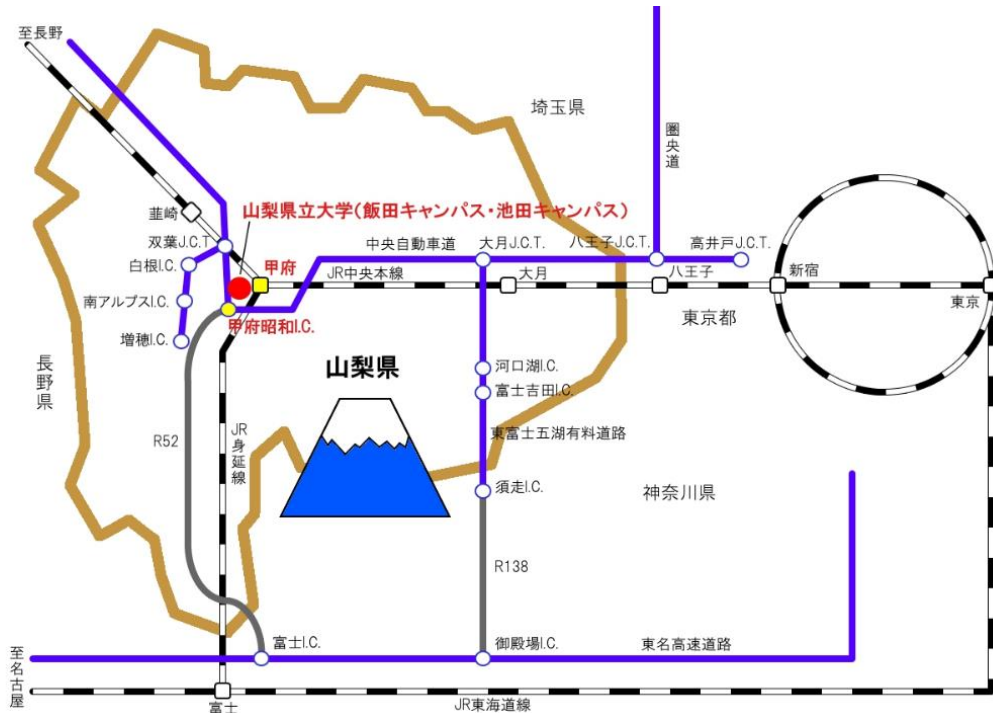 至長野
埼玉県
圏央道
韮崎
山梨県立大学(飯田キャンパス・池田キャンパス)
双葉J.C.T
中央自動車道
大月J.C.T.
八王子J.C.T.
高井戸J.C.T.
白根I.C.
甲府
JR中央本線
大月
八王子
新宿
東京
南アルプスI.C.
甲府昭和I.C.
東京都
増穂I.C.
長野県
山梨県
河口湖I.C.
富士吉田I.C.
R52
JR身延線
東富士五湖有料道路
須走I.C.
神奈川県
R138
至名古屋
富士I.C.
御殿場I.C.
東名高速道路
富士
JR東海道線